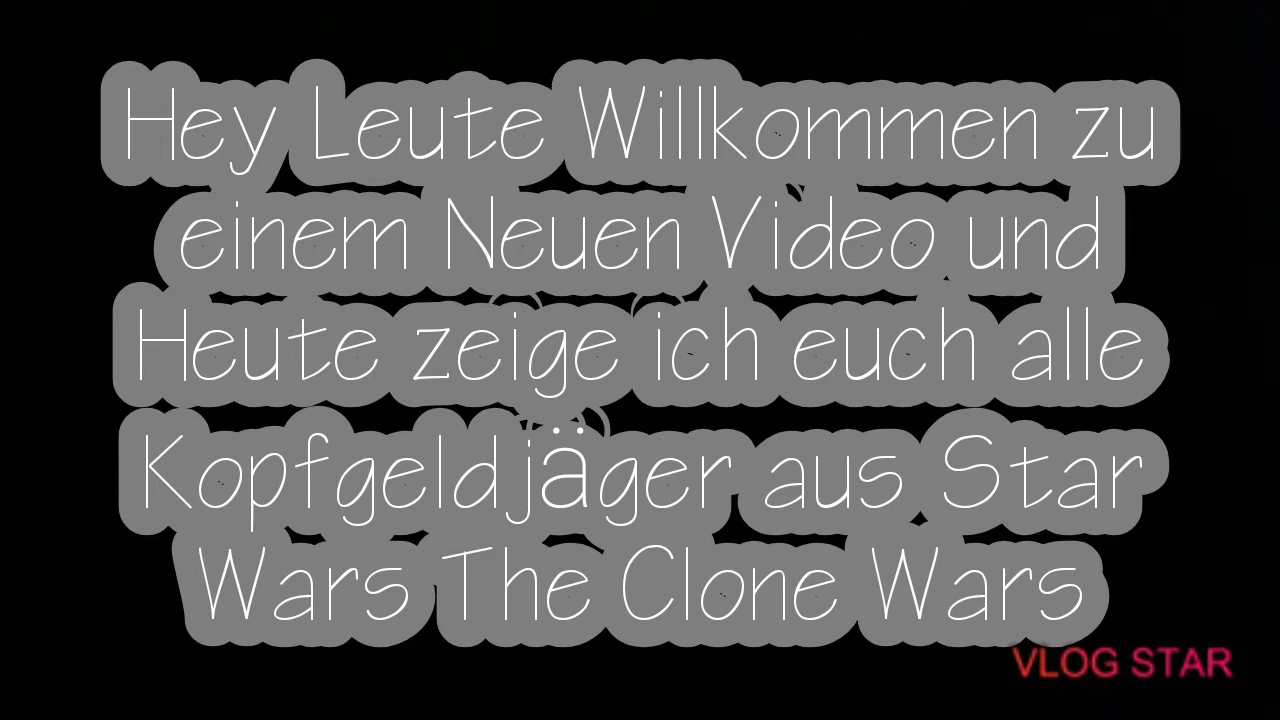 Hey Leute Willkommen zu
einem Neuen Video und
Heute zeige ich euch alle
Kopfgeldjäger aus Star
Wars The Clone Wars
VLOG STAR